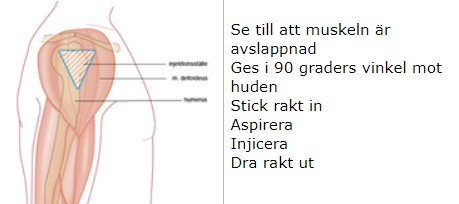 injektionsställe
m. deltoideus
humerus
Se till att muskeln är
avslappnad
Ges i 90 graders vinkel mot
huden
Stick rakt in
Aspirera
Injicera
Dra rakt ut